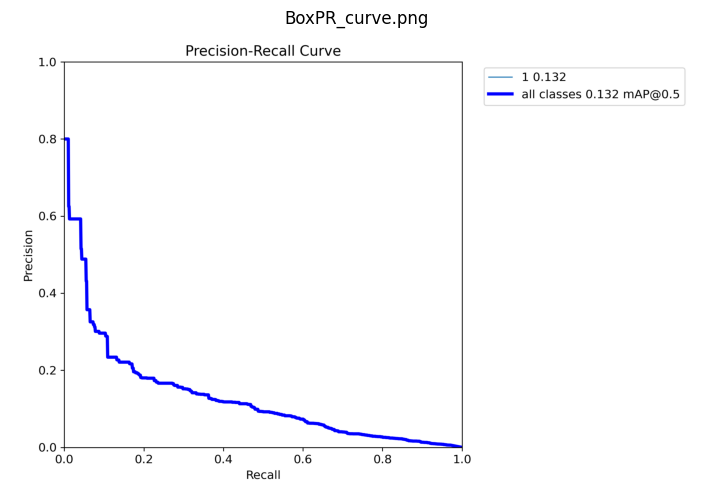 BoxPR_curve.png
Precision-Recall Curve
1 0.132
all classes 0.132 mAP@0.5
1.0
0.8
0.6
0.4
0.2
0.0
Precision
0.0 0.2 0.4 0.6 0.8 1.0
Recall